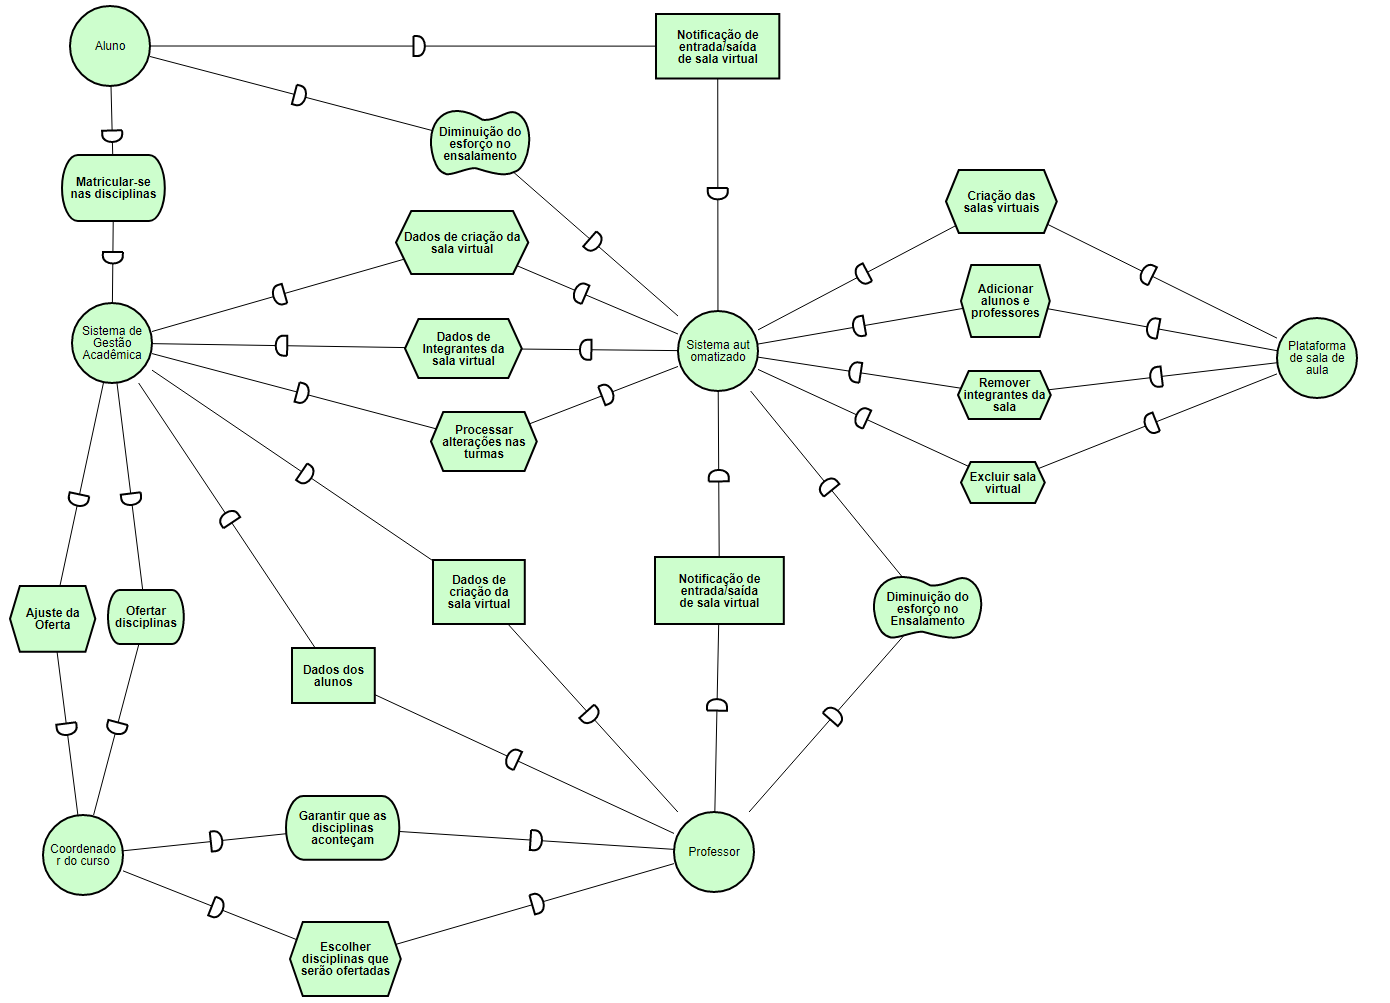 Aluno
Notificação de
entrada/saída
de sala virtual
Diminuição do
esforço no
ensalamento
Matricular-se
nas disciplinas
Criação das
salas virtuais
Dados de criação da
sala virtual
Adicionar
alunos e
professores
Sistema de
Gestão
Acadêmica
Dados de
Integrantes da
sala virtual
Sistema aut
omatizado
Plataforma
de sala de
aula
Remover
integrantes da
sala
Processar
alterações nas
turmas
Excluir sala
virtual
Dados de
criação da
sala virtual
Notificação de
entrada/saída
de sala virtual
Diminuição do
esforço no
Ensalamento
Ajuste da
Oferta
Ofertar
disciplinas
Dados dos
alunos
Garantir que as
disciplinas
aconteçam
Coordenado
r do curso
Professor
Escolher
disciplinas que
serão ofertadas